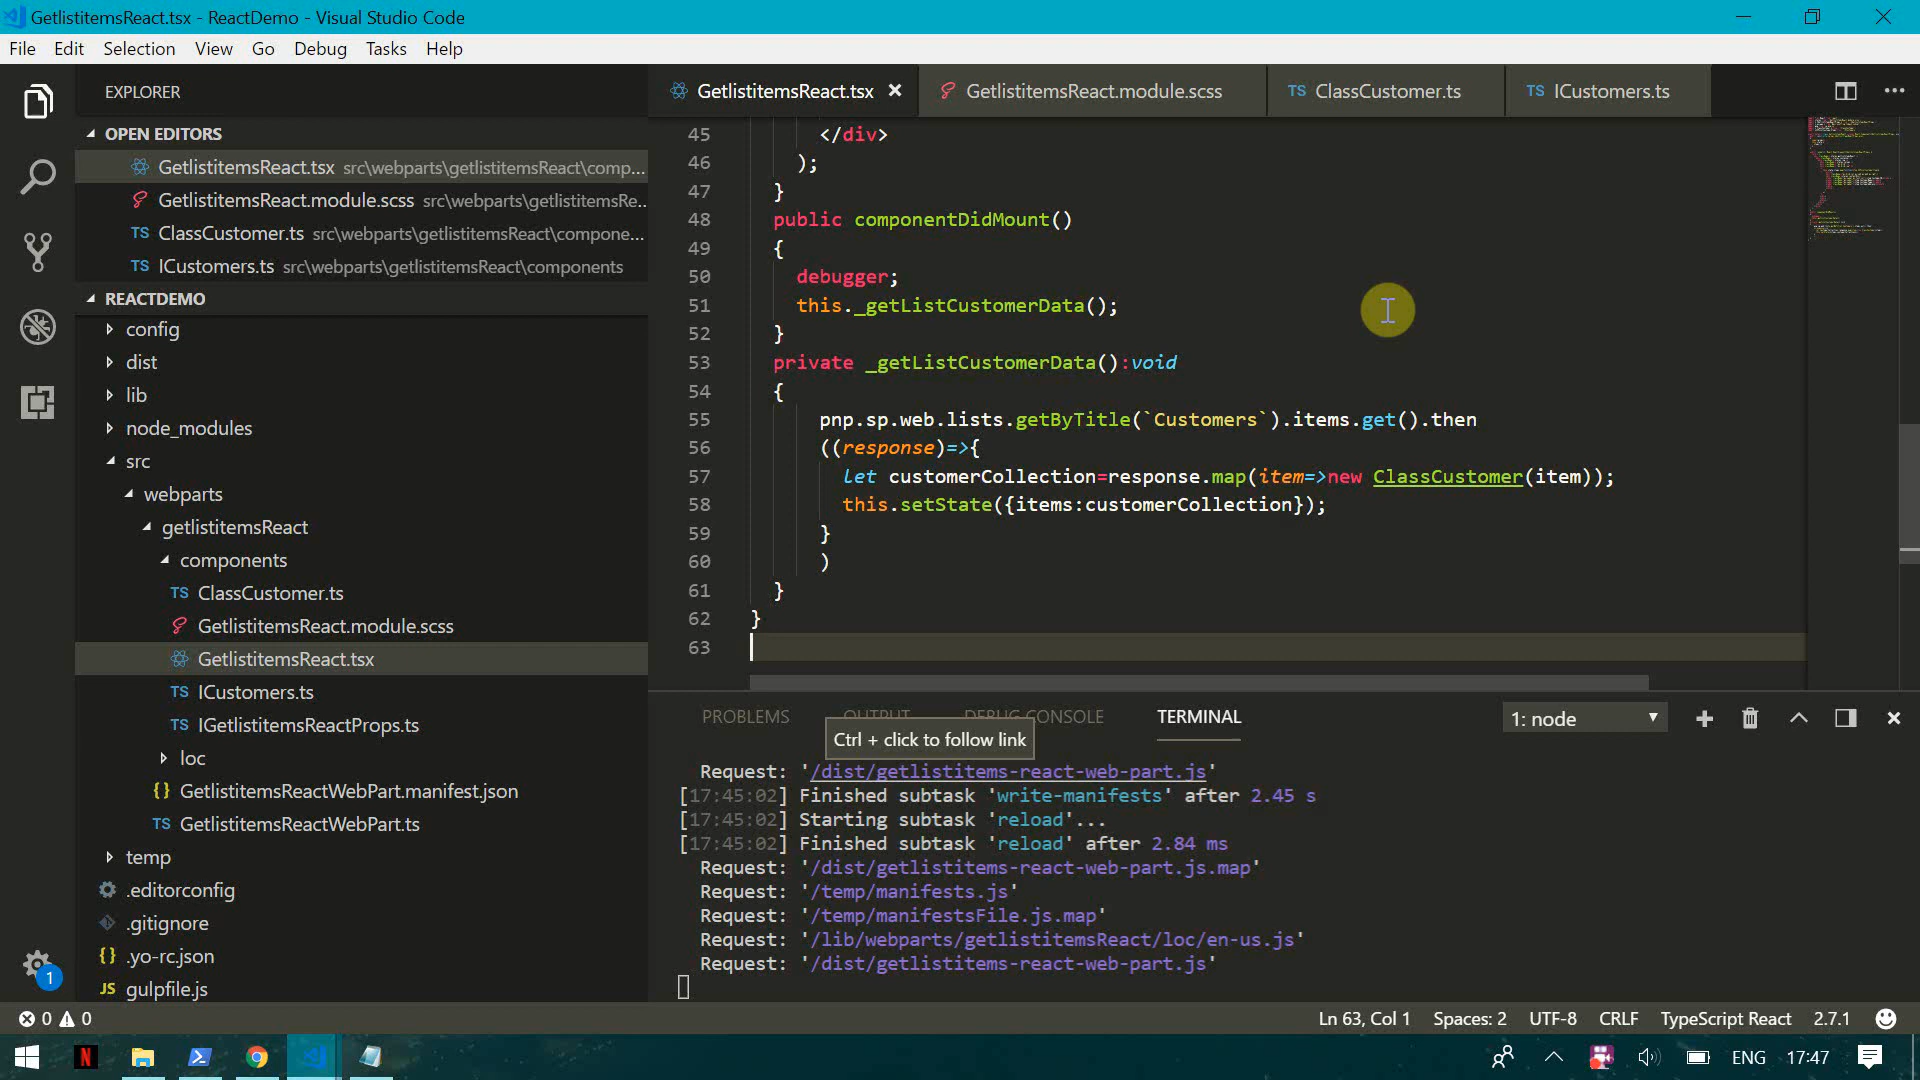 GetlistitemsReact.tsx - ReactDemo - Visual Studio Code
File Edit Selection View Go Debug Tasks Help
EXPLORER
OPEN EDITORS
GetlistitemsReact.tsx src\webparts\getlistitemsReact\comp...
GetlistitemsReact.module.scss src\webparts\getlistitemsRe...
TS ClassCustomer.ts src\webparts\getlistitemsReact\compone...
TS ICustomers.ts src\webparts\getlistitemsReact\components
REACTDEMO
config
dist
lib
node_modules
src
webparts
getlistitemsReact
components
TS ClassCustomer.ts
GetlistitemsReact.module.scss
GetlistitemsReact.tsx
TS ICustomers.ts
TS IGetlistitemsReactProps.ts
loc
{} GetlistitemsReactWebPart.manifest.json
TS GetlistitemsReactWebPart.ts
temp
.editorconfig
.gitignore
{} .yo-rc.json
JS gulpfile.js
1
GetlistitemsReact.tsx GetlistitemsReact.module.scss TS ClassCustomer.ts TS ICustomers.ts
45 </div>
46 );
47 }
48 public componentDidMount()
49 {
50 debugger;
51 this._getListCustomerData();
52 }
53 private _getListCustomerData():void
54 {
55 pnp.sp.web.lists.getByTitle(`Customers`).items.get().then
56 ((response)=>{
57 let customerCollection=response.map(item=>new ClassCustomer(item));
58 this.setState({items:customerCollection});
59 }
60 )
61 }
62 }
63
PROBLEMS OUTPUT DEBUG CONSOLE TERMINAL 1: node
Ctrl + click to follow link
Request: '/dist/getlistitems-react-web-part.js'
[17:45:02] Finished subtask 'write-manifests' after 2.45 s
[17:45:02] Starting subtask 'reload'...
[17:45:02] Finished subtask 'reload' after 2.84 ms
Request: '/dist/getlistitems-react-web-part.js.map'
Request: '/temp/manifests.js'
Request: '/temp/manifestsFile.js.map'
Request: '/lib/webparts/getlistitemsReact/loc/en-us.js'
Request: '/dist/getlistitems-react-web-part.js'
0 0 Ln 63, Col 1 Spaces: 2 UTF-8 CRLF TypeScript React 2.7.1
N ENG 17:47